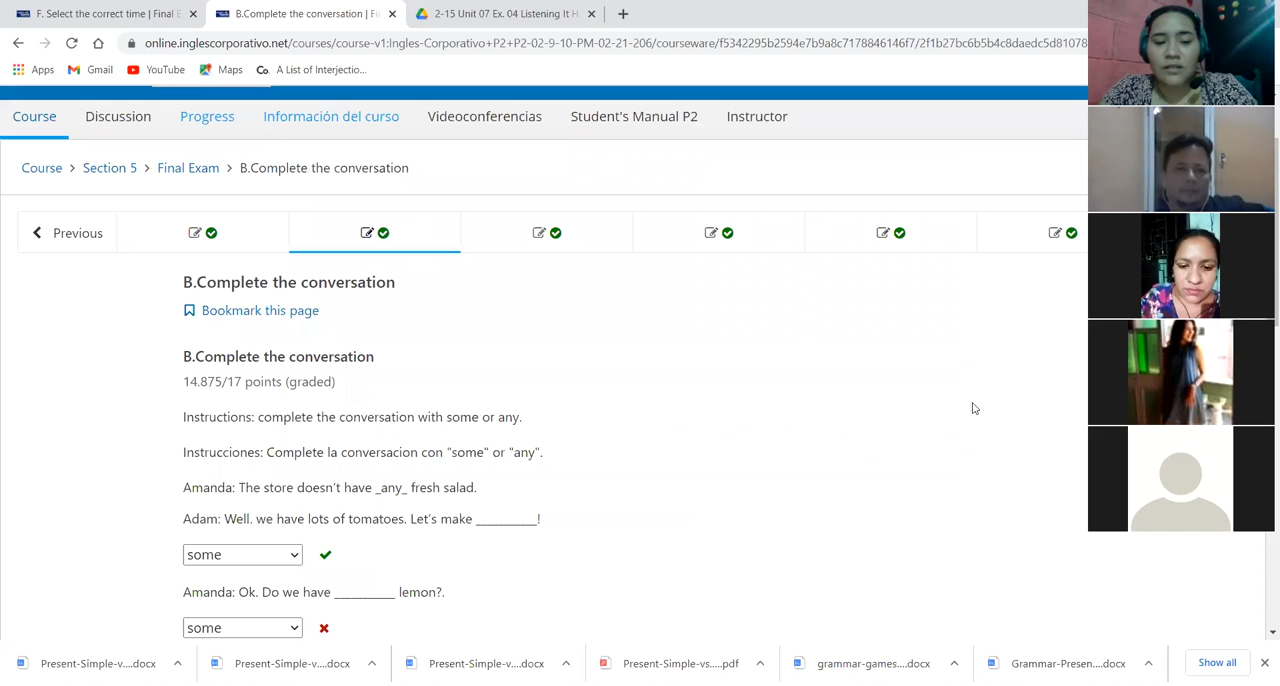 F. Select the correct time | Final E
B.Complete the conversation | Fi
2-15 Unit 07 Ex. 04 Listening It H
online.inglescorporativo.net/courses/course-v1:Ingles-Corporativo+P2+P2-02-9-10-PM-02-21-206/courseware/f5342295b2594e7b9a8c7178846146f7/2f1b27bc6b5b4c8daedc5d81078
Apps
Gmail
YouTube
Maps
Co.
A List of Interjectio...
Course
Discussion
Progress
Información del curso
Videoconferencias
Student's Manual P2
Instructor
Course > Section 5 > Final Exam > B.Complete the conversation
Previous
B.Complete the conversation
Bookmark this page
B.Complete the conversation
14.875/17 points (graded)
Instructions: complete the conversation with some or any.
Instrucciones: Complete la conversacion con "some" or "any".
Amanda: The store doesn't have _any_ fresh salad.
Adam: Well. we have lots of tomatoes. Let's make __________!
some
Amanda: Ok. Do we have __________ lemon?.
some
Present-Simple-v....docx
Present-Simple-v....docx
Present-Simple-v....docx
Present-Simple-vs.....pdf
grammar-games....docx
Grammar-Presen....docx
Show all